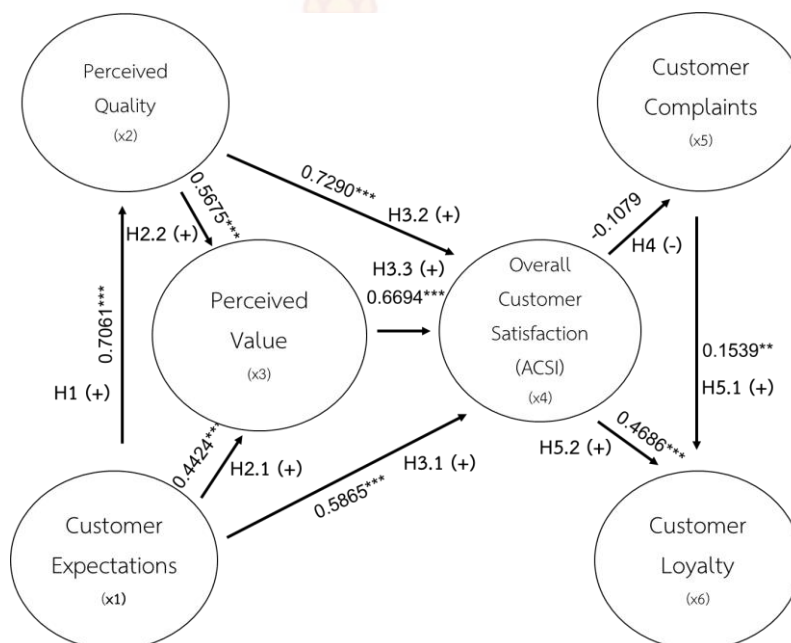 Perceived
Quality
(x2)
Customer
Complaints
(x5)
0.7290***
H3.2 (+)
0.5675***
H2.2 (+)
-0.1079
H4 (-)
H3.3 (+)
0.6694***
Overall
Customer
Satisfaction
(ACSI)
(x4)
Perceived
Value
(x3)
0.7061***
H1 (+)
0.1539**
H5.1 (+)
0.4424***
H2.1 (+)
H3.1 (+)
0.5865***
0.4686***
H5.2 (+)
Customer
Expectations
(x1)
Customer
Loyalty
(x6)